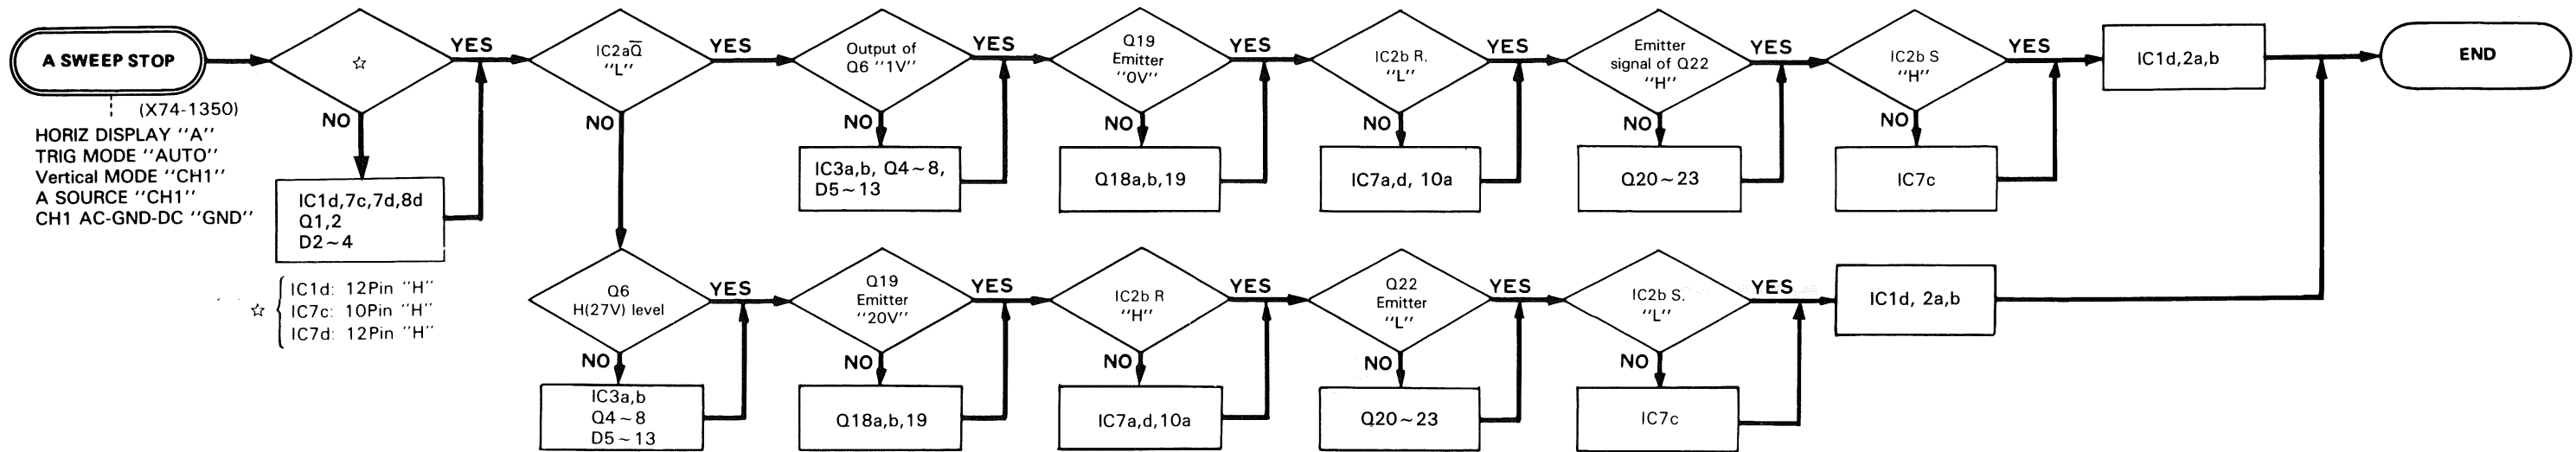 A SWEEP STOP
(X74-1350)
HORIZ DISPLAY "A"
TRIG MODE "AUTO"
Vertical MODE "CH1"
A SOURCE "CH1"
CH1 AC-GND-DC "GND"
☆
YES
NO
IC1d,7c,7d,8d
Q1,2
D2~4
☆
IC1d: 12Pin "H"
IC7c: 10Pin "H"
IC7d: 12Pin "H"
IC2aQ̅
"L"
YES
NO
Output of
Q6 "1V"
YES
NO
IC3a,b, Q4~8,
D5~13
Q19
Emitter
"0V"
YES
NO
Q18a,b,19
IC2b R.
"L"
YES
NO
IC7a,d, 10a
Emitter
signal of Q22
"H"
YES
NO
Q20~23
IC2b S
"H"
YES
NO
IC7c
IC1d,2a,b
END
Q6
H(27V) level
YES
NO
IC3a,b
Q4~8
D5~13
Q19
Emitter
"20V"
YES
NO
Q18a,b,19
IC2b R
"H"
YES
NO
IC7a,d,10a
Q22
Emitter
"L"
YES
NO
Q20~23
IC2b S.
"L"
YES
NO
IC7c
IC1d, 2a,b